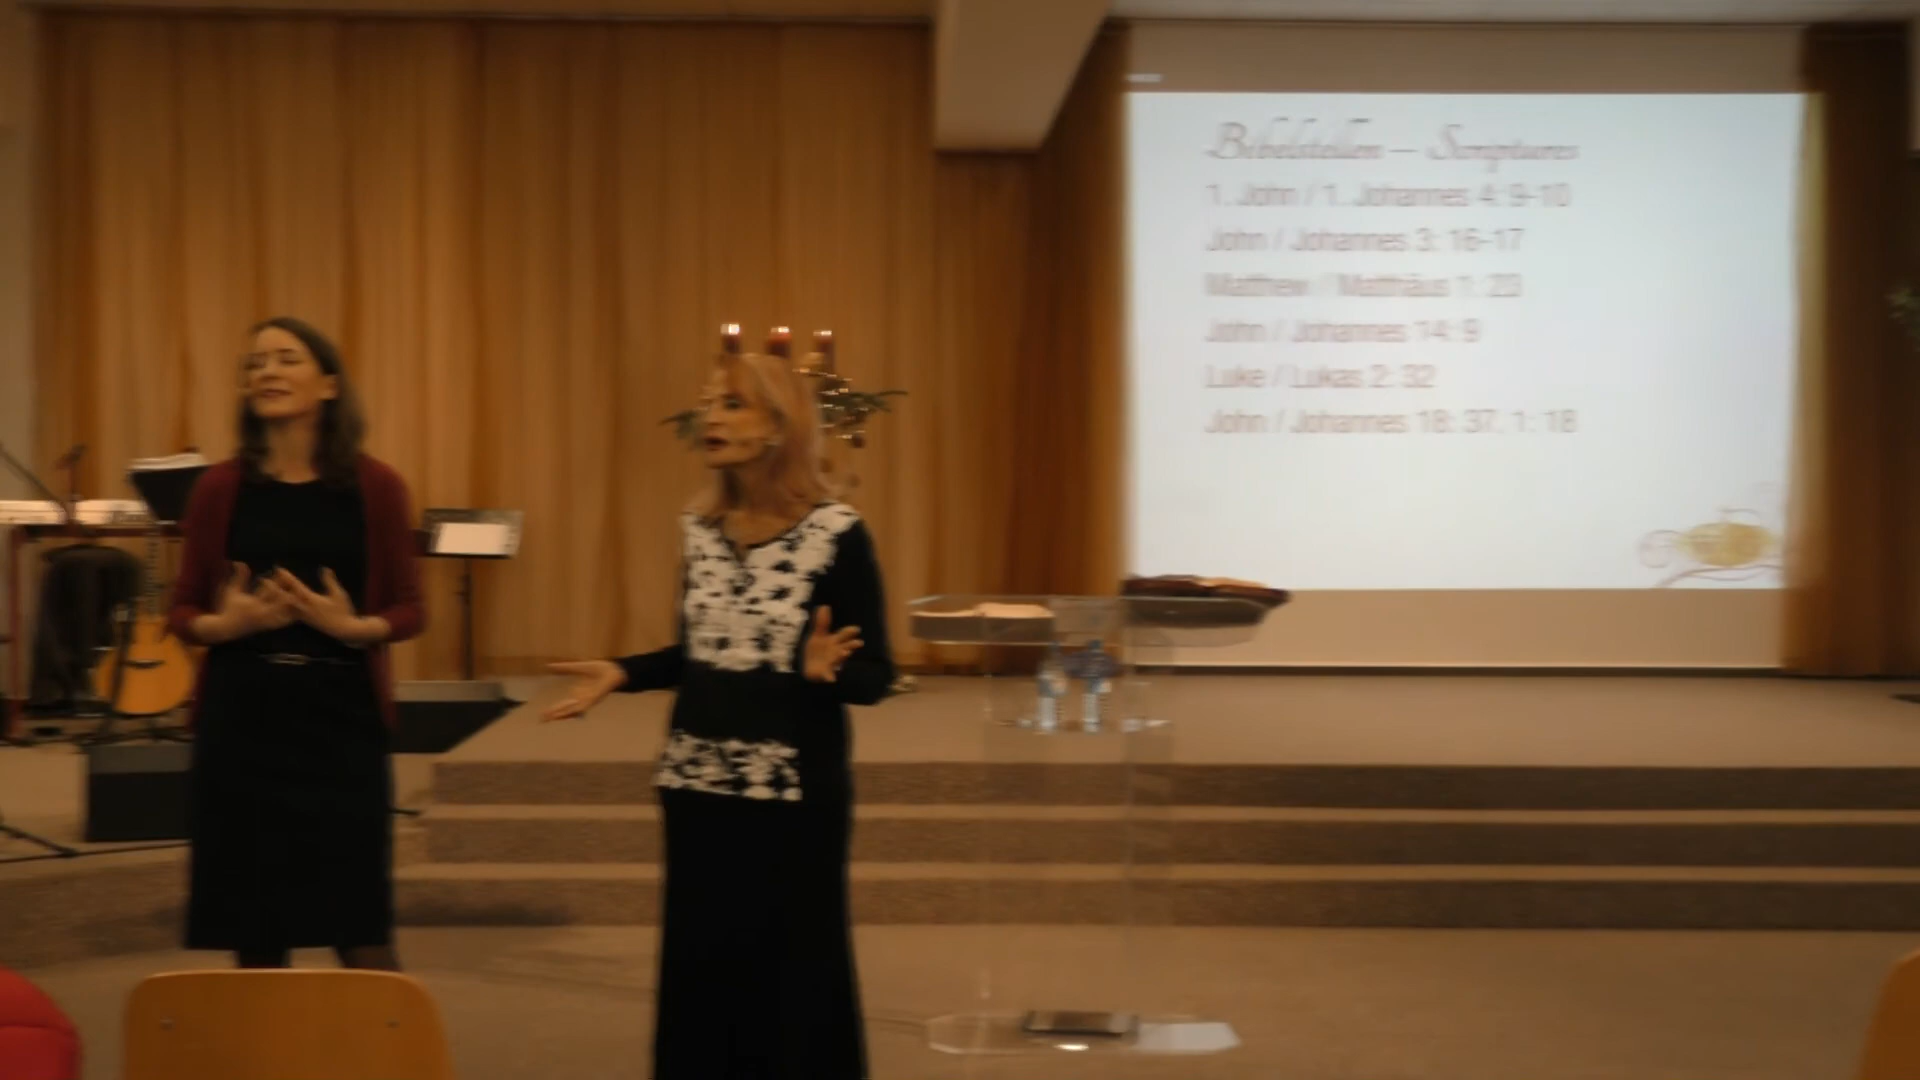 Bibelstellen – Scriptures
1. John / 1. Johannes 4: 9-10
John / Johannes 3: 16-17
Matthew / Matthäus 1: 23
John / Johannes 14: 9
Luke / Lukas 2: 32
John / Johannes 18: 37, 1: 18